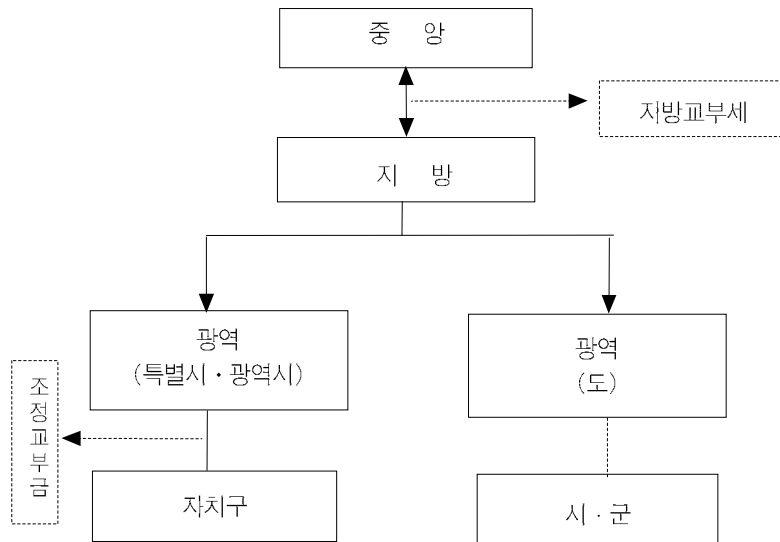 중 앙
지방교부세
지 방
광역
(특별시·광역시)
광역
(도)
조정교부금
자치구
시·군